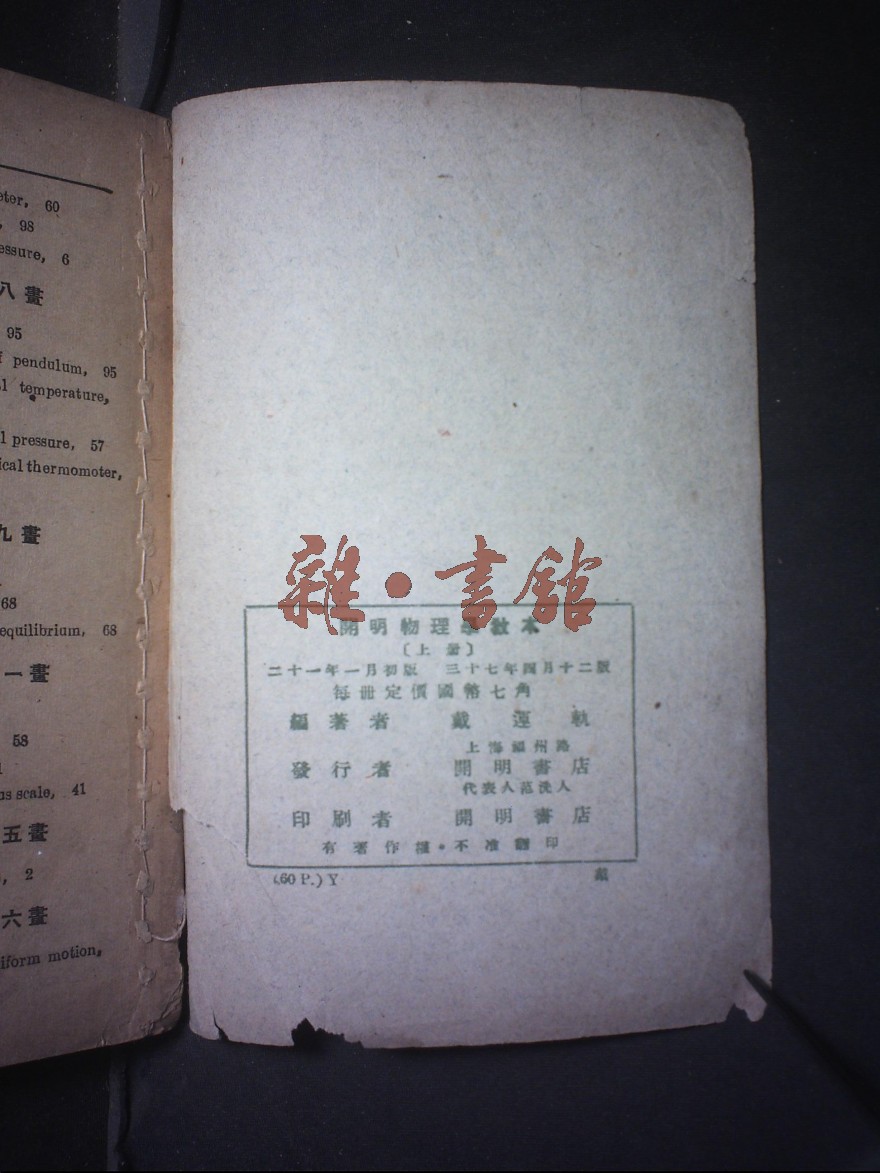 eter, 60
, 98
essure, 6
八畫
95
f pendulum, 95
l temperature,
l pressure, 57
ical thermomoter,
九畫
68
equilibrium, 68
一畫
58
us scale, 41
五畫
, 2
六畫
iform motion,
雜·書館
開明物理學教本
(上册)
二十一年一月初版 三十七年四月十二版
每冊定價國幣七角
編著者 戴運軌
上海福州路
發行者 開明書店
代表人范洗人
印刷者 開明書店
有著作權·不准翻印
(60 P.) Y 戴